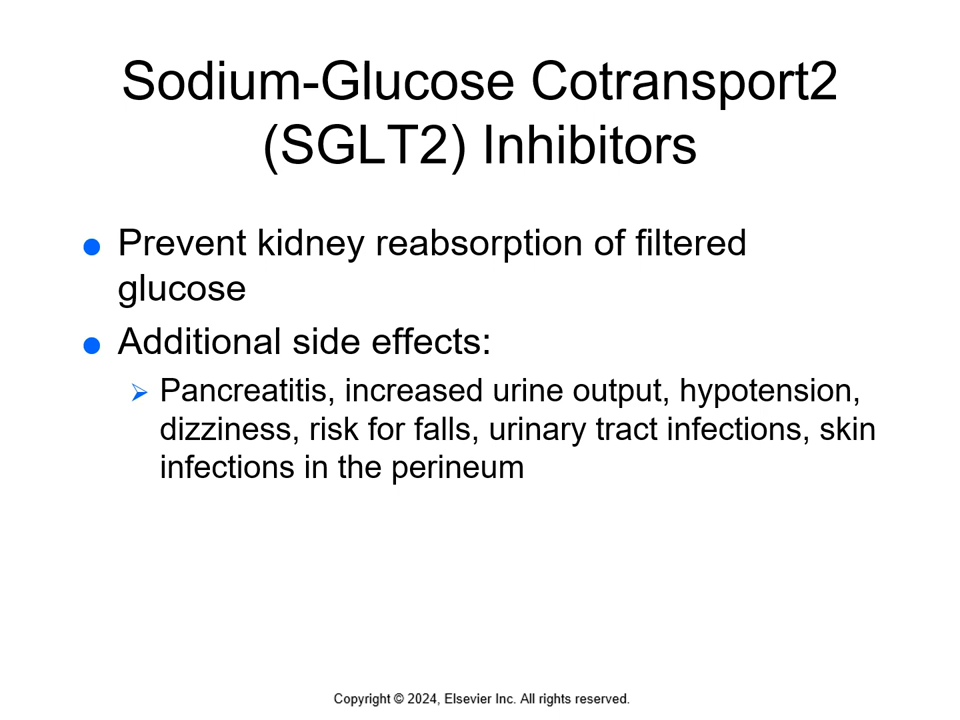 Sodium-Glucose Cotransport2
(SGLT2) Inhibitors
Prevent kidney reabsorption of filtered
glucose
Additional side effects:
Pancreatitis, increased urine output, hypotension,
dizziness, risk for falls, urinary tract infections, skin
infections in the perineum
Copyright © 2024, Elsevier Inc. All rights reserved.